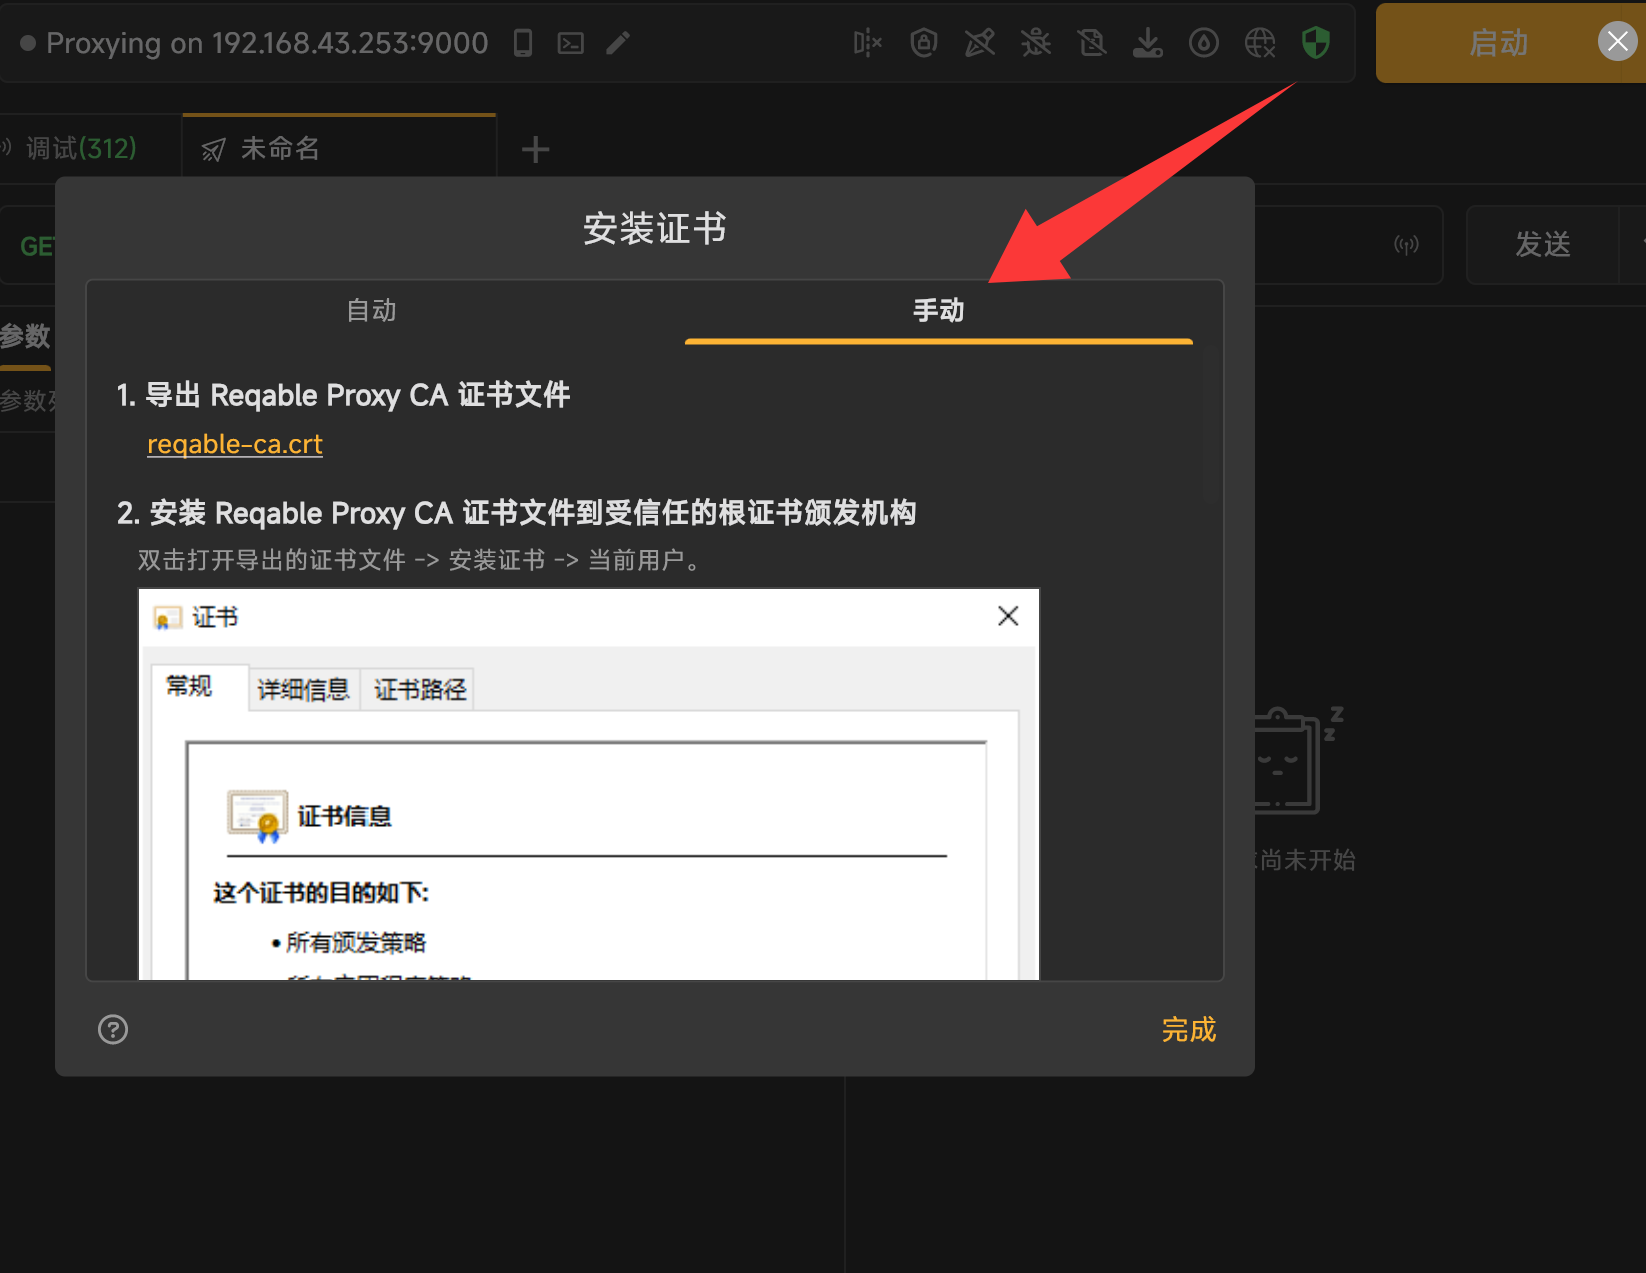 Proxying on 192.168.43.253:9000
启动
调试(312)
未命名
GET
发送
安装证书
自动
手动
参数
参数
1. 导出 Reqable Proxy CA 证书文件
reqable-ca.crt
2. 安装 Reqable Proxy CA 证书文件到受信任的根证书颁发机构
双击打开导出的证书文件 -> 安装证书 -> 当前用户。
证书
常规
详细信息
证书路径
证书信息
这个证书的目的如下:
• 所有颁发策略
z
z
尚未开始
完成